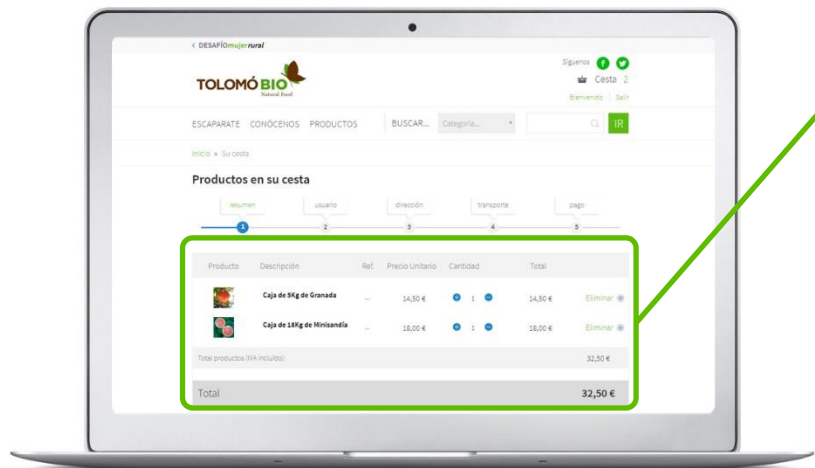 < DESAFÍOmujerrural
Síguenos
TOLOMÓ BIO
Natural Food
Cesta 2
Bienvenido | Salir
ESCAPARATE CONÓCENOS PRODUCTOS BUSCAR... Categoría... IR
Inicio » Su cesta
Productos en su cesta
resumen usuario dirección transporte pago
1 2 3 4 5
Producto Descripción Ref. Precio Unitario Cantidad Total
Caja de 5Kg de Granada -- 14,50 € 1 14,50 € Eliminar
Caja de 18Kg de Minisandía -- 18,00 € 1 18,00 € Eliminar
Total productos (IVA incluído): 32,50 €
Total 32,50 €